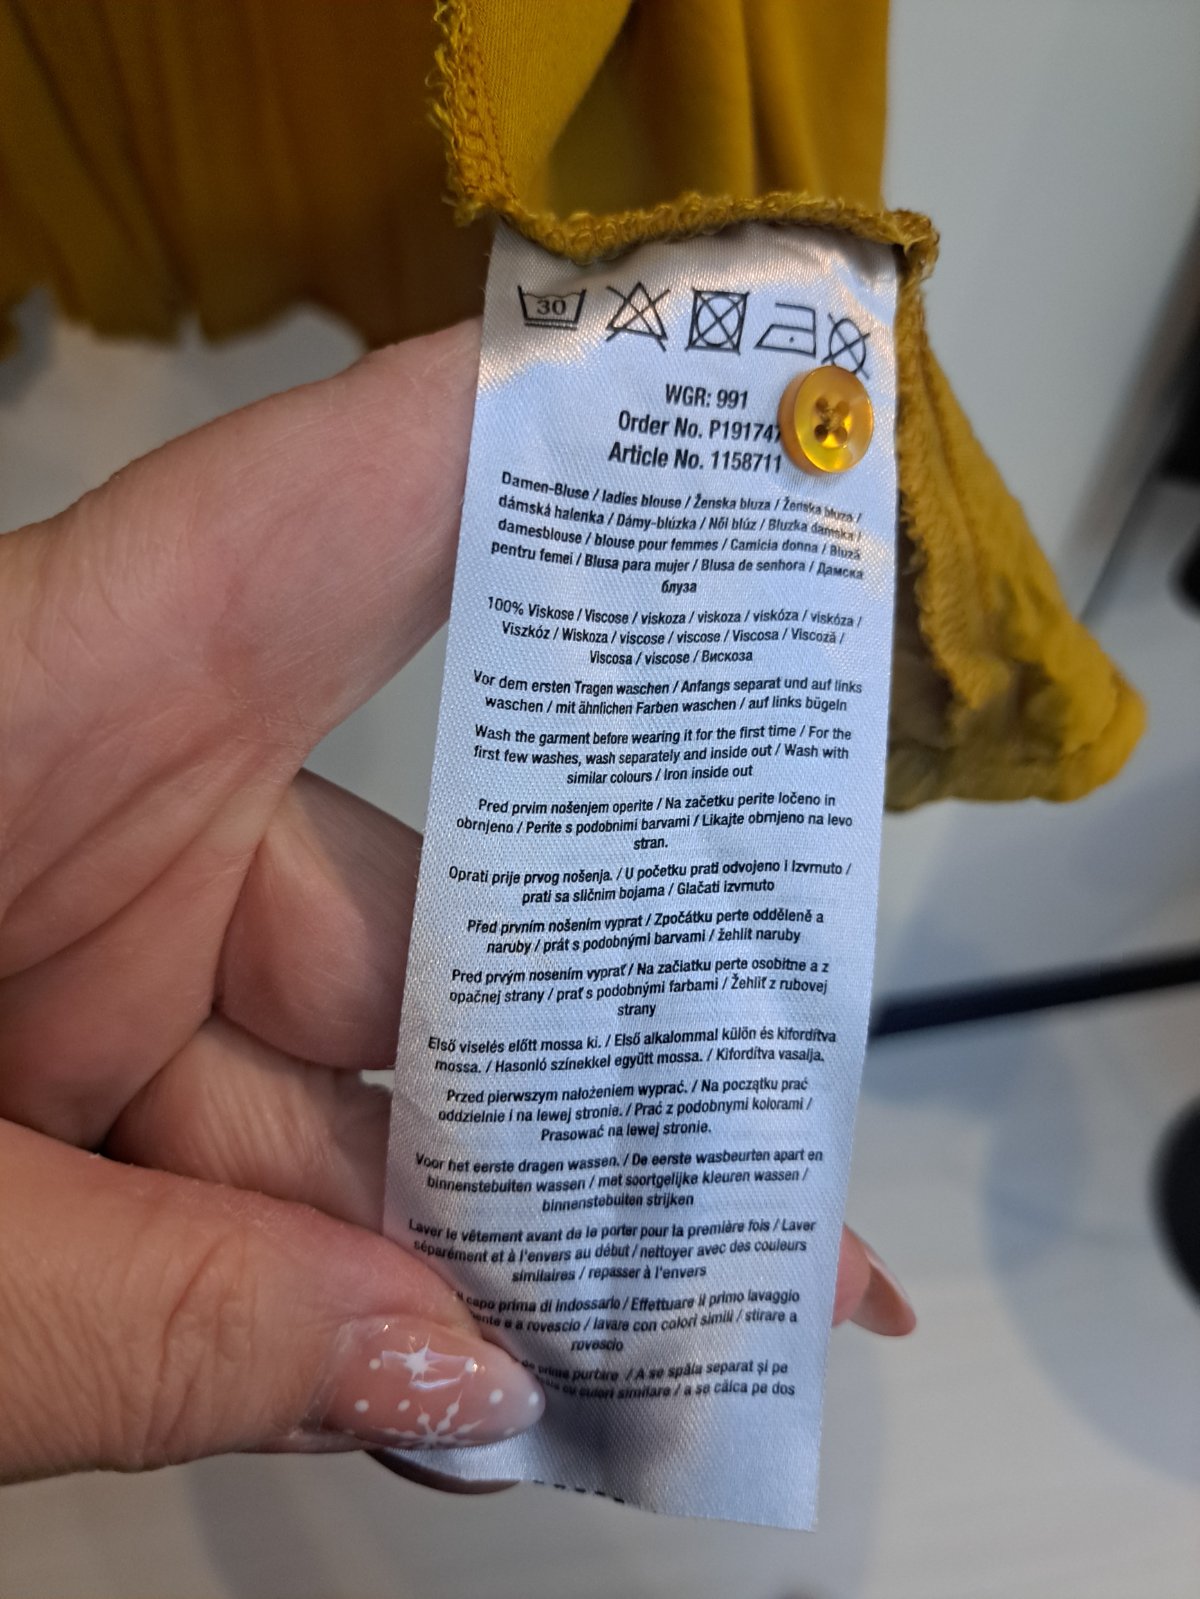 30
WGR: 991
Order No. P19174
Article No. 1158711
Damen-Bluse / ladies blouse / Ženska bluza / Ženska bluza /
dámská halenka / Dámy-blúzka / Női blúz / Bluzka damska /
damesblouse / blouse pour femmes / Camicia donna / Bluză
pentru femei / Blusa para mujer / Blusa de senhora / Дамска
блуза
100% Viskose / Viscose / viskoza / viskoza / viskóza / viskóza /
Viszkóz / Wiskoza / viscose / viscose / Viscosa / Viscoză /
Viscosa / viscose / Вискоза
Vor dem ersten Tragen waschen / Anfangs separat und auf links
waschen / mit ähnlichen Farben waschen / auf links bügeln
Wash the garment before wearing it for the first time / For the
first few washes, wash separately and inside out / Wash with
similar colours / Iron inside out
Pred prvim nošenjem operite / Na začetku perite ločeno in
obrnjeno / Perite s podobnimi barvami / Likajte obrnjeno na levo
stran.
Oprati prije prvog nošenja. / U početku prati odvojeno i izvrnuto /
prati sa sličnim bojama / Glačati izvrnuto
Před prvním nošením vyprat / Zpočátku perte odděleně a
naruby / prát s podobnými barvami / žehlit naruby
Pred prvým nosením vyprať / Na začiatku perte osobitne a z
opačnej strany / prať s podobnými farbami / Žehliť z rubovej
strany
Első viselés előtt mossa ki. / Első alkalommal külön és kifordítva
mossa. / Hasonló színekkel együtt mossa. / Kifordítva vasalja.
Przed pierwszym nałożeniem wyprać. / Na początku prać
oddzielnie i na lewej stronie. / Prać z podobnymi kolorami /
Prasować na lewej stronie.
Voor het eerste dragen wassen. / De eerste wasbeurten apart en
binnenstebuiten wassen / met soortgelijke kleuren wassen /
binnenstebuiten strijken
Laver le vêtement avant de le porter pour la première fois / Laver
séparément et à l'envers au début / nettoyer avec des couleurs
similaires / repasser à l'envers
capo prima di indossarlo / Effettuare il primo lavaggio
e a rovescio / lavare con colori simili / stirare a
rovescio
prima purtare / A se spăla separat și pe
cu culori similare / a se călca pe dos